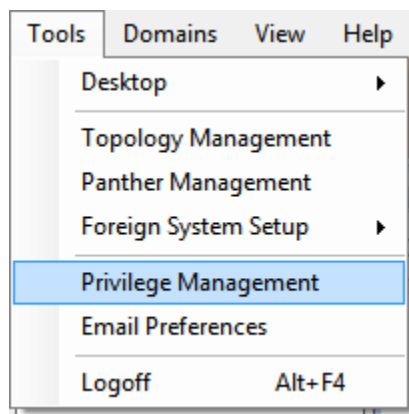 Tools Domains View Help
Desktop
Topology Management
Panther Management
Foreign System Setup
Privilege Management
Email Preferences
Logoff Alt+F4